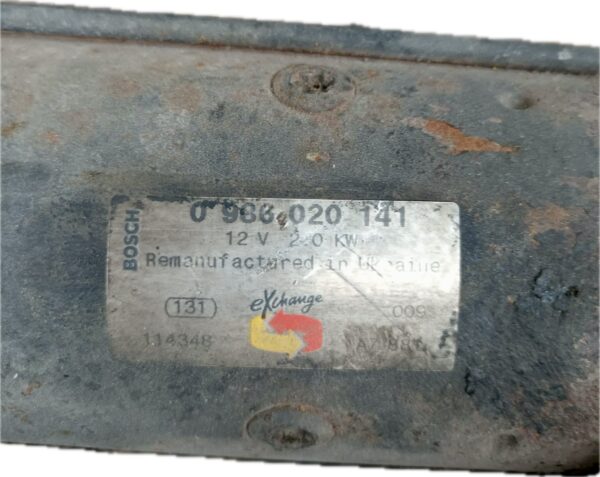 BOSCH
0 986 020 141
12 V 2.0 KW
Remanufactured in Ukraine
131 eXchange 009
114348